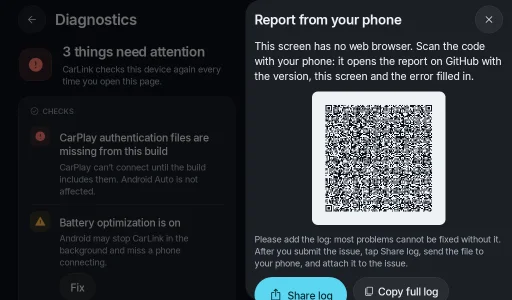 Diagnostics
3 things need attention
CarLink checks this device again every
time you open this page.
CHECKS
CarPlay authentication files are
missing from this build
CarPlay can't connect until the build
includes them. Android Auto is not
affected.
Battery optimization is on
Android may stop CarLink in the
background and miss a phone
connecting.
Fix
Report from your phone
This screen has no web browser. Scan the code
with your phone: it opens the report on GitHub with
the version, this screen and the error filled in.
Please add the log: most problems cannot be fixed without it.
After you submit the issue, tap Share log, send the file to
your phone, and attach it to the issue.
Share log
Copy full log